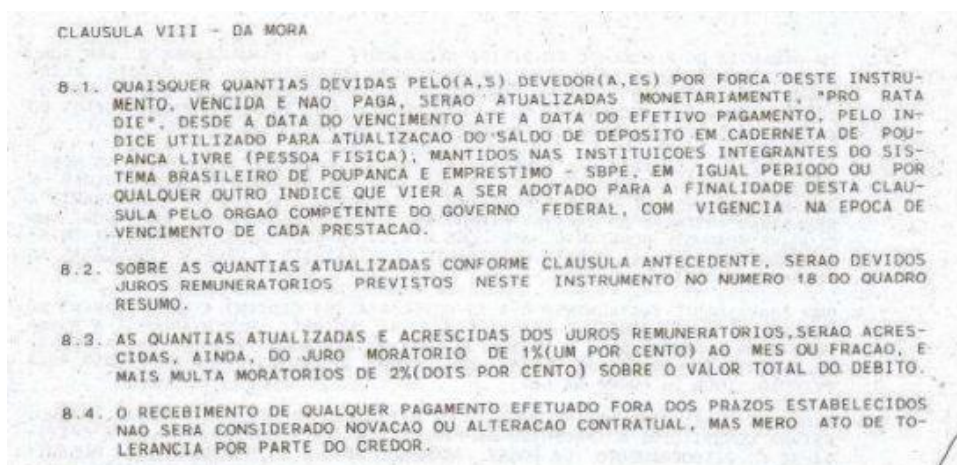 CLAUSULA VIII - DA MORA
8.1. QUAISQUER QUANTIAS DEVIDAS PELO(A,S) DEVEDOR(A,ES) POR FORCA DESTE INSTRU-
MENTO, VENCIDA E NAO PAGA, SERAO ATUALIZADAS MONETARIAMENTE, "PRO RATA
DIE", DESDE A DATA DO VENCIMENTO ATE A DATA DO EFETIVO PAGAMENTO, PELO IN-
DICE UTILIZADO PARA ATUALIZACAO DO SALDO DE DEPOSITO EM CADERNETA DE POU-
PANCA LIVRE (PESSOA FISICA), MANTIDOS NAS INSTITUICOES INTEGRANTES DO SIS-
TEMA BRASILEIRO DE POUPANCA E EMPRESTIMO - SBPE, EM IGUAL PERIODO OU POR
QUALQUER OUTRO INDICE QUE VIER A SER ADOTADO PARA A FINALIDADE DESTA CLAU-
SULA PELO ORGAO COMPETENTE DO GOVERNO FEDERAL, COM VIGENCIA NA EPOCA DE
VENCIMENTO DE CADA PRESTACAO.
8.2. SOBRE AS QUANTIAS ATUALIZADAS CONFORME CLAUSULA ANTECEDENTE, SERAO DEVIDOS
JUROS REMUNERATORIOS PREVISTOS NESTE INSTRUMENTO NO NUMERO 18 DO QUADRO
RESUMO.
8.3. AS QUANTIAS ATUALIZADAS E ACRESCIDAS DOS JUROS REMUNERATORIOS,SERAO ACRES-
CIDAS, AINDA, DO JURO MORATORIO DE 1%(UM POR CENTO) AO MES OU FRACAO, E
MAIS MULTA MORATORIOS DE 2%(DOIS POR CENTO) SOBRE O VALOR TOTAL DO DEBITO.
8.4. O RECEBIMENTO DE QUALQUER PAGAMENTO EFETUADO FORA DOS PRAZOS ESTABELECIDOS
NAO SERA CONSIDERADO NOVACAO OU ALTERACAO CONTRATUAL, MAS MERO ATO DE TO-
LERANCIA POR PARTE DO CREDOR.